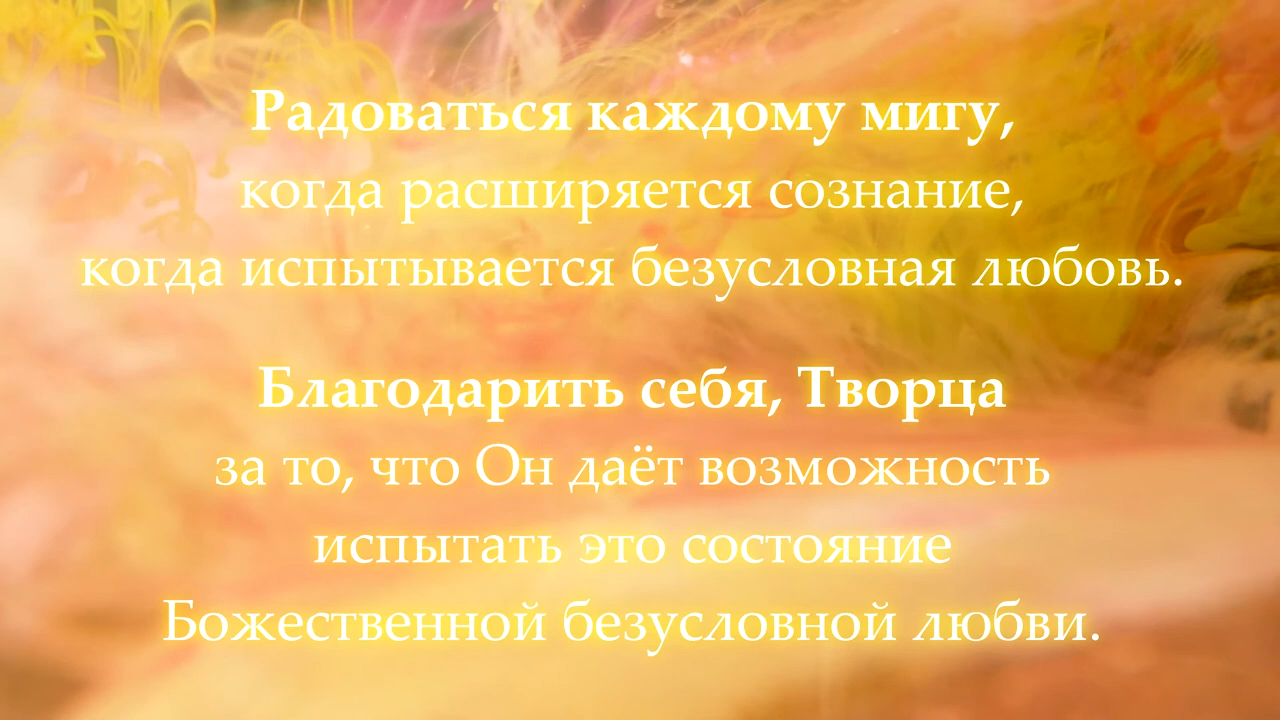 Радоваться каждому мигу,
когда расширяется сознание,
когда испытывается безусловная любовь.
Благодарить себя, Творца
за то, что Он даёт возможность
испытать это состояние
Божественной безусловной любви.